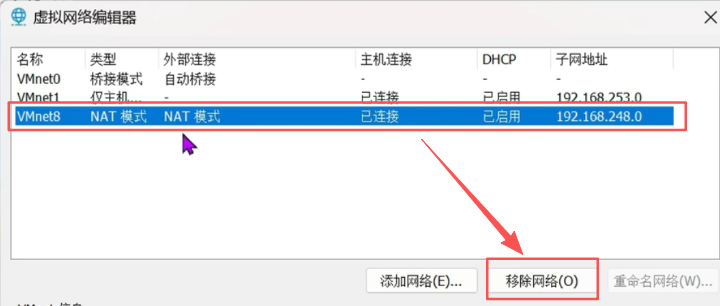 虚拟网络编辑器
名称 类型 外部连接 主机连接 DHCP 子网地址
VMnet0 桥接模式 自动桥接 - - -
VMnet1 仅主机... - 已连接 已启用 192.168.253.0
VMnet8 NAT 模式 NAT 模式 已连接 已启用 192.168.248.0
添加网络(E)... 移除网络(O) 重命名网络(W)...
VMnet 信息